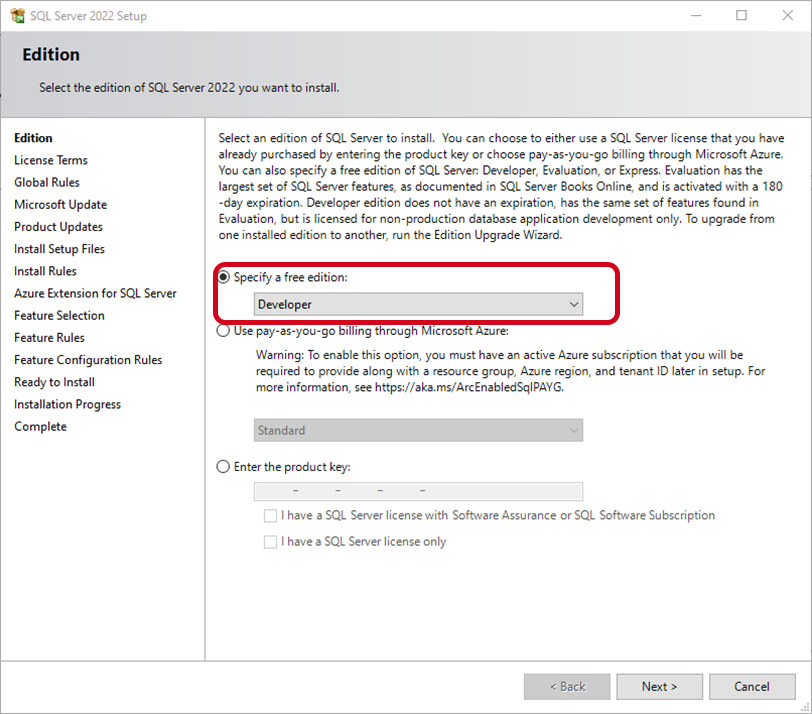 SQL Server 2022 Setup
Edition
Select the edition of SQL Server 2022 you want to install.
Edition
License Terms
Global Rules
Microsoft Update
Product Updates
Install Setup Files
Install Rules
Azure Extension for SQL Server
Feature Selection
Feature Rules
Feature Configuration Rules
Ready to Install
Installation Progress
Complete
Select an edition of SQL Server to install.  You can choose to either use a SQL Server license that you have
already purchased by entering the product key or choose pay-as-you-go billing through Microsoft Azure.
You can also specify a free edition of SQL Server: Developer, Evaluation, or Express. Evaluation has the
largest set of SQL Server features, as documented in SQL Server Books Online, and is activated with a 180
-day expiration. Developer edition does not have an expiration, has the same set of features found in
Evaluation, but is licensed for non-production database application development only. To upgrade from
one installed edition to another, run the Edition Upgrade Wizard.
Specify a free edition:
Developer
Use pay-as-you-go billing through Microsoft Azure:
Warning: To enable this option, you must have an active Azure subscription that you will be
required to provide along with a resource group, Azure region, and tenant ID later in setup. For
more information, see https://aka.ms/ArcEnabledSqlPAYG.
Standard
Enter the product key:
- - - -
I have a SQL Server license with Software Assurance or SQL Software Subscription
I have a SQL Server license only
< Back
Next >
Cancel